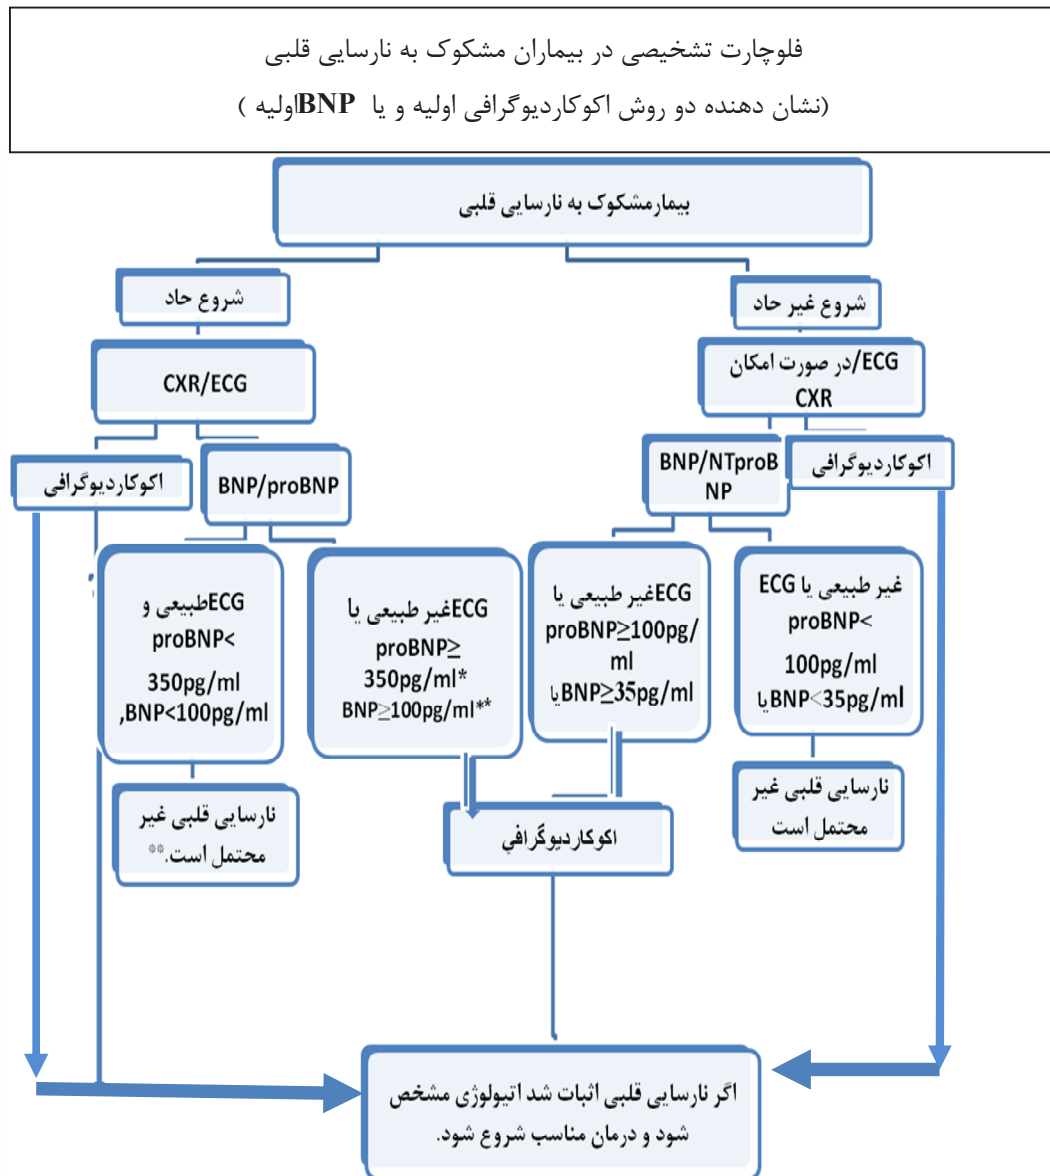 فلوچارت تشخیصی در بیماران مشکوک به نارسایی قلبی
(نشان دهنده دو روش اکوکاردیوگرافی اولیه و یا BNPاولیه )
بیمارمشکوک به نارسایی قلبی
شروع غیر حاد
ECG/در صورت امکان
CXR
اکوکاردیوگرافی
BNP/NTproB
NP
غیر طبیعی یا ECG
proBNP<
100pg/ml
یاBNP<35pg/ml
نارسایی قلبی غیر
محتمل است
ECGغیر طبیعی یا
proBNP≥100pg/
ml
یاBNP≥35pg/ml
شروع حاد
CXR/ECG
BNP/proBNP
اکوکاردیوگرافی
ECGغیر طبیعی یا
proBNP≥
350pg/ml*
BNP≥100pg/ml**
ECGطبیعی و
proBNP<
350pg/ml
,BNP<100pg/ml
نارسایی قلبی غیر
محتمل است.**
اکوکاردیوگرافي
اگر نارسایی قلبی اثبات شد اتیولوژی مشخص
شود و درمان مناسب شروع شود.